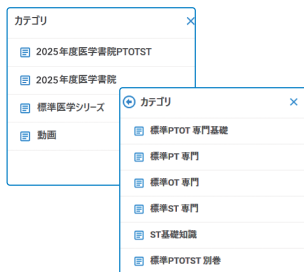 カテゴリ
2025年度医学書院PTOTST
2025年度医学書院
標準医学シリーズ
動画
カテゴリ
標準PTOT 専門基礎
標準PT 専門
標準OT 専門
標準ST 専門
ST基礎知識
標準PTOTST 別巻